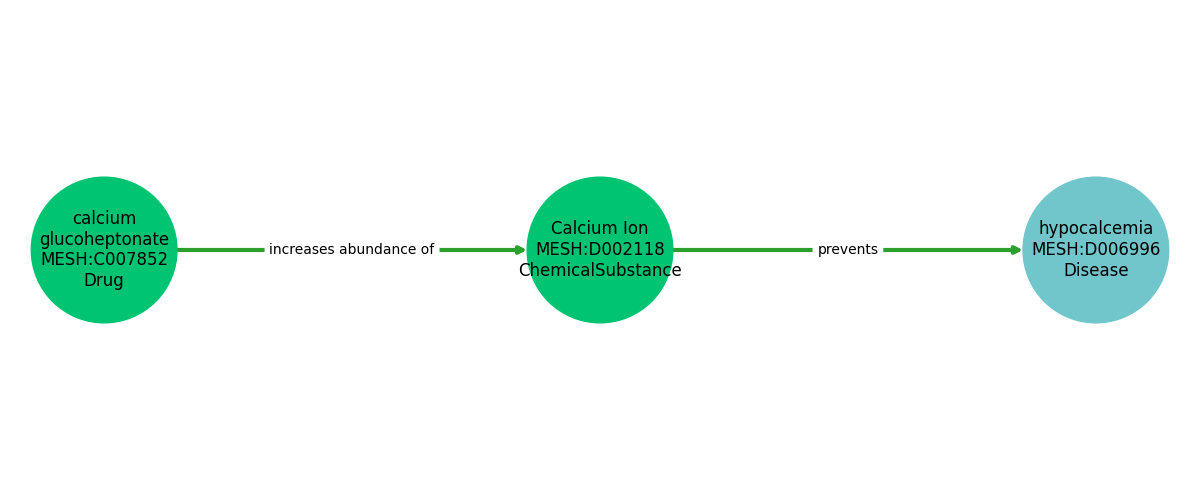 calcium
glucoheptonate
MESH:C007852
Drug
increases abundance of
Calcium Ion
MESH:D002118
ChemicalSubstance
prevents
hypocalcemia
MESH:D006996
Disease